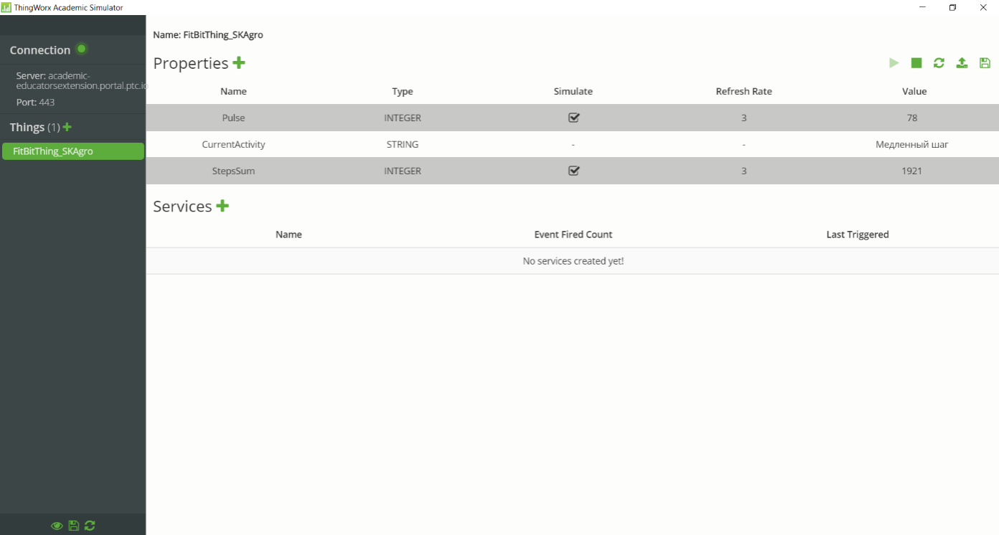 ThingWorx Academic Simulator
Connection
Server: academic-
educatorsextension.portal.ptc.io
Port: 443
Things (1)
FitBitThing_SKAgro
Name: FitBitThing_SKAgro
Properties
Name Type Simulate Refresh Rate Value
Pulse INTEGER 3 78
CurrentActivity STRING - - Медленный шаг
StepsSum INTEGER 3 1921
Services
Name Event Fired Count Last Triggered
No services created yet!